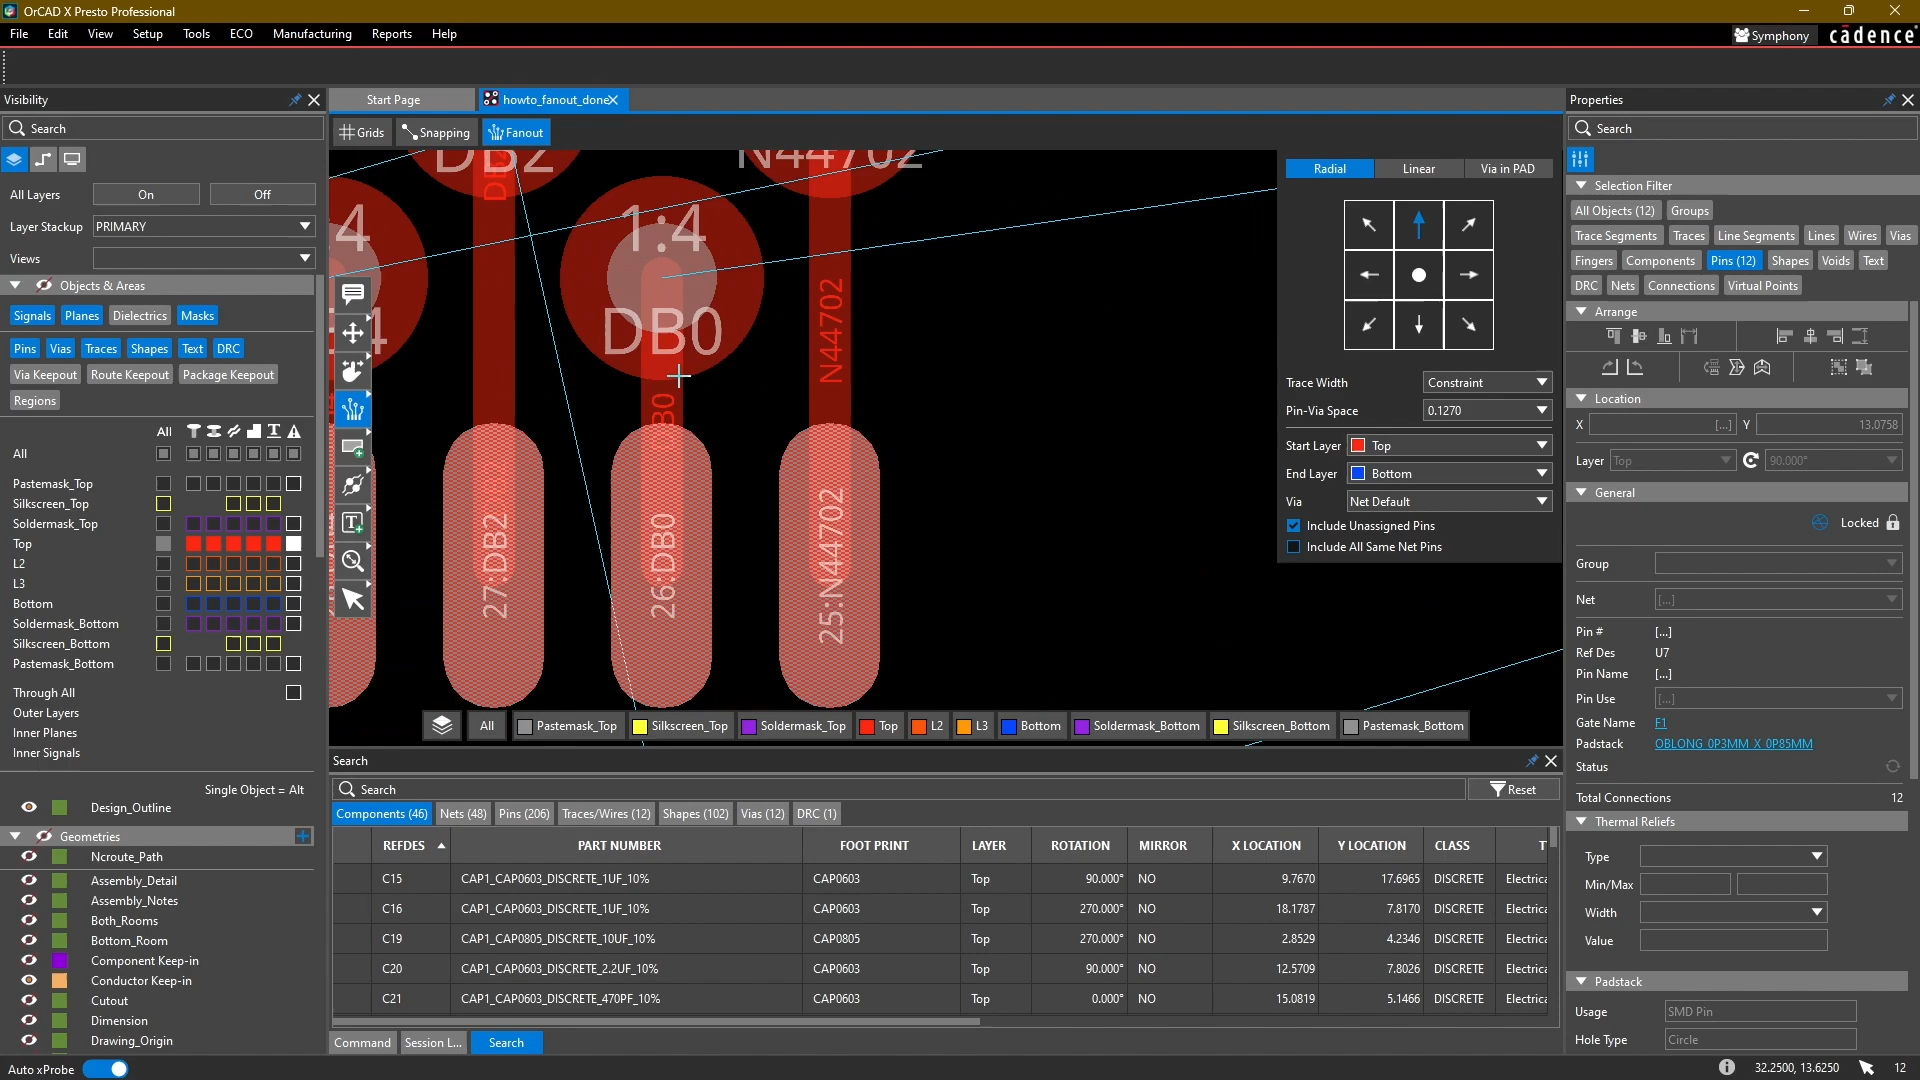 OrCAD X Presto Professional
File Edit View Setup Tools ECO Manufacturing Reports Help
Symphony cādence
Visibility
Search
All Layers On Off
Layer Stackup PRIMARY
Views
Objects & Areas
Signals Planes Dielectrics Masks
Pins Vias Traces Shapes Text DRC
Via Keepout Route Keepout Package Keepout
Regions
All
All
Pastemask_Top
Silkscreen_Top
Soldermask_Top
Top
L2
L3
Bottom
Soldermask_Bottom
Silkscreen_Bottom
Pastemask_Bottom
Through All
Outer Layers
Inner Planes
Inner Signals
Single Object = Alt
Design_Outline
Geometries
Ncroute_Path
Assembly_Detail
Assembly_Notes
Both_Rooms
Bottom_Room
Component Keep-in
Conductor Keep-in
Cutout
Dimension
Drawing_Origin
Auto xProbe
Start Page howto_fanout_done
Grids Snapping Fanout
DB2
N44702
1:4
DB0
N44702
27:DB2
26:DB0
25:N44702
Radial Linear Via in PAD
Trace Width Constraint
Pin-Via Space 0.1270
Start Layer Top
End Layer Bottom
Via Net Default
Include Unassigned Pins
Include All Same Net Pins
All Pastemask_Top Silkscreen_Top Soldermask_Top Top L2 L3 Bottom Soldermask_Bottom Silkscreen_Bottom Pastemask_Bottom
Search
Search Reset
Components (46) Nets (48) Pins (206) Traces/Wires (12) Shapes (102) Vias (12) DRC (1)
REFDES PART NUMBER FOOT PRINT LAYER ROTATION MIRROR X LOCATION Y LOCATION CLASS T
C15 CAP1_CAP0603_DISCRETE_1UF_10% CAP0603 Top 90.000° NO 9.7670 17.6965 DISCRETE Electrica
C16 CAP1_CAP0603_DISCRETE_1UF_10% CAP0603 Top 270.000° NO 18.1787 7.8170 DISCRETE Electrica
C19 CAP1_CAP0805_DISCRETE_10UF_10% CAP0805 Top 270.000° NO 2.8529 4.2346 DISCRETE Electrica
C20 CAP1_CAP0603_DISCRETE_2.2UF_10% CAP0603 Top 90.000° NO 12.5709 7.8026 DISCRETE Electrica
C21 CAP1_CAP0603_DISCRETE_470PF_10% CAP0603 Top 0.000° NO 15.0819 5.1466 DISCRETE Electrica
Command Session L... Search
Properties
Search
Selection Filter
All Objects (12) Groups
Trace Segments Traces Line Segments Lines Wires Vias
Fingers Components Pins (12) Shapes Voids Text
DRC Nets Connections Virtual Points
Arrange
Location
X [...] Y 13.0758
Layer Top 90.000°
General
Locked
Group
Net [...]
Pin # [...]
Ref Des U7
Pin Name [...]
Pin Use [...]
Gate Name F1
Padstack OBLONG_0P3MM_X_0P85MM
Status
Total Connections 12
Thermal Reliefs
Type
Min/Max
Width
Value
Padstack
Usage SMD Pin
Hole Type Circle
32.2500, 13.6250 12